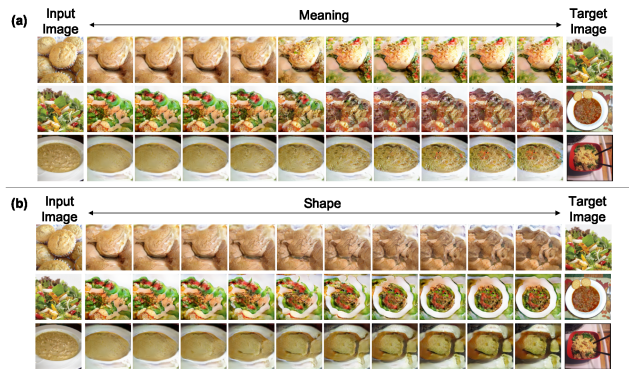 (a)
Input
Image
Meaning
Target
Image
(b)
Input
Image
Shape
Target
Image